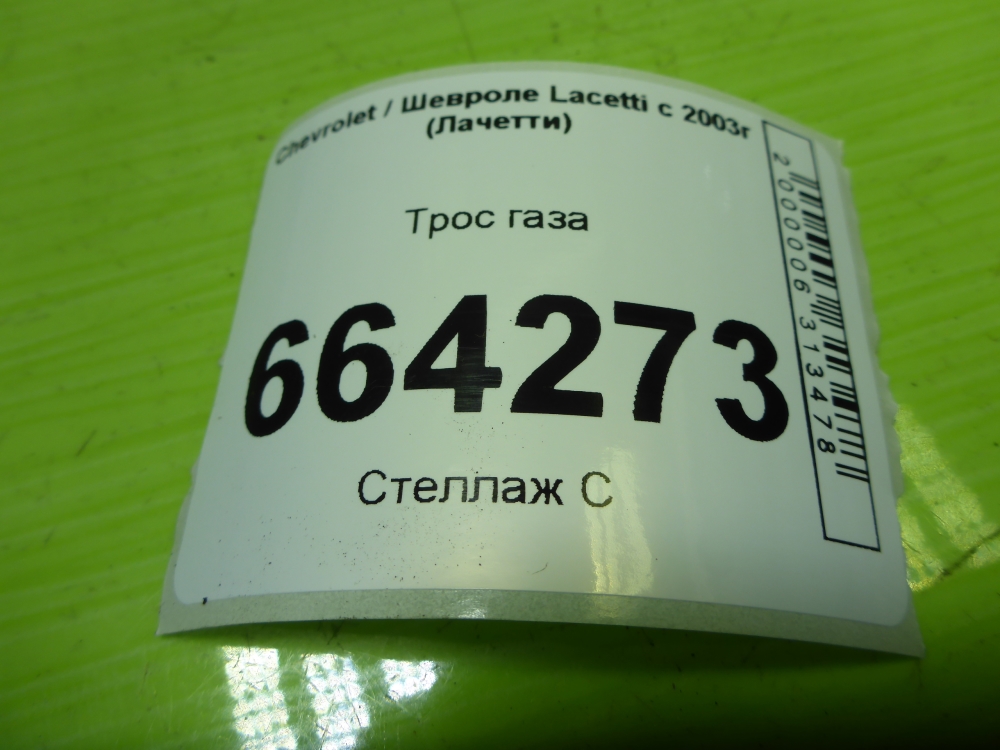 Chevrolet / Шевроле Lacetti с 2003г
(Лачетти)
Трос газа
664273
Стеллаж С
2000006313478